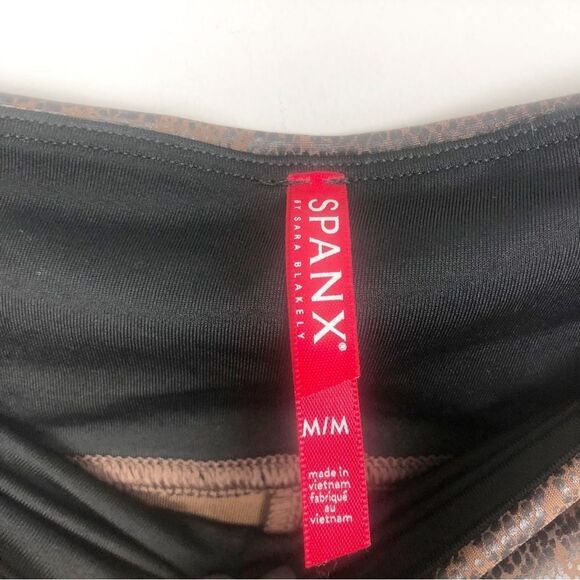 SPANX®
BY SARA BLAKELY
M/M
made in
vietnam
fabriqué
au
vietnam